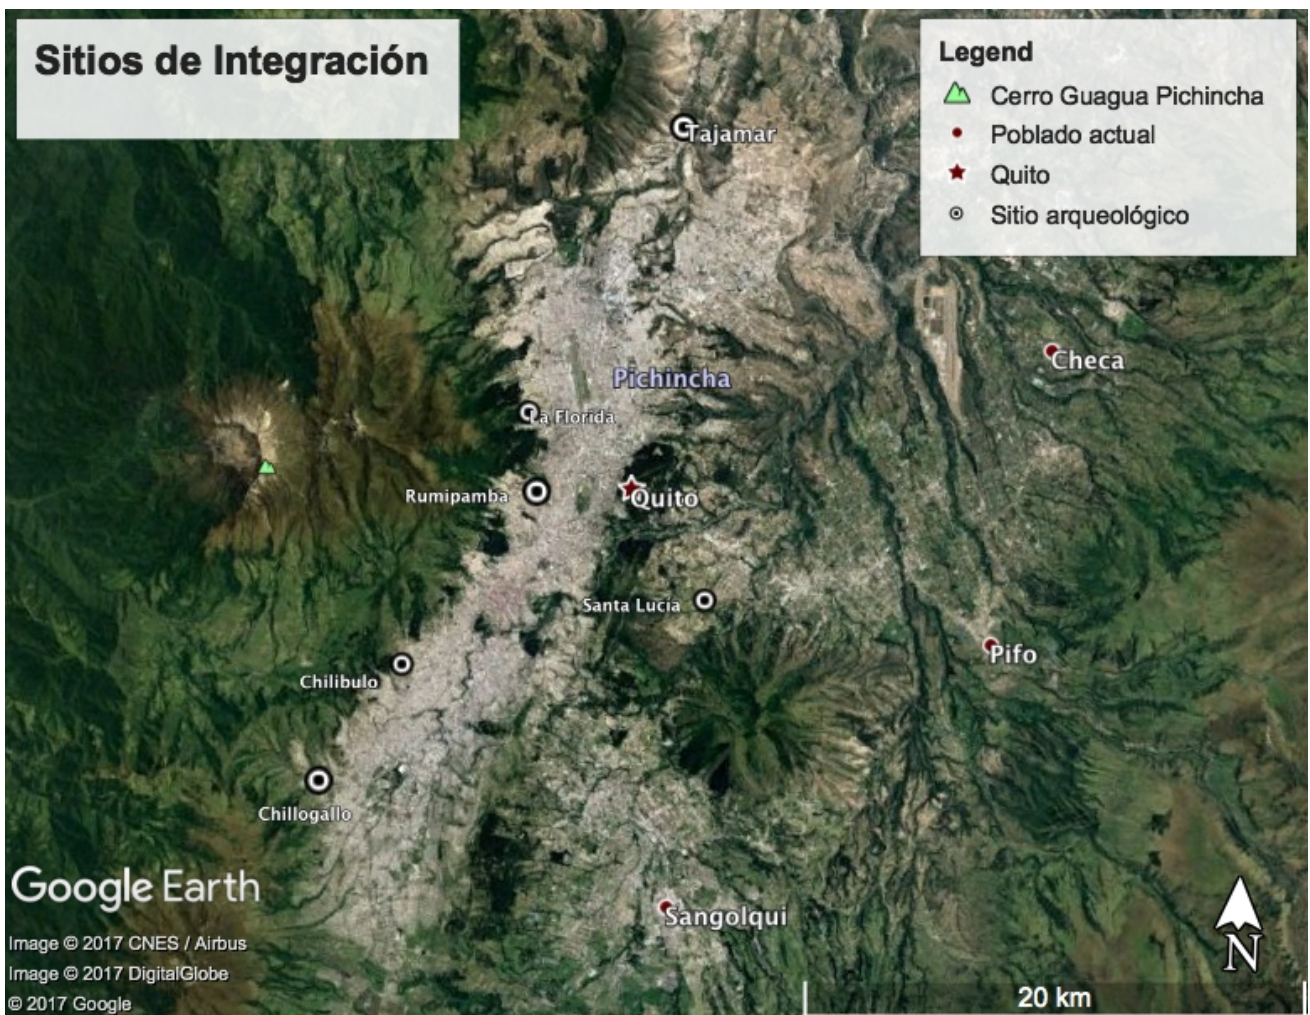 Sitios de Integración
Legend
Cerro Guagua Pichincha
Poblado actual
Quito
Sitio arqueológico
Tajamar
Checa
Pichincha
La Florida
Rumipamba
Quito
Santa Lucia
Pifo
Chilibulo
Chillogallo
Google Earth
Sangolqui
Image © 2017 CNES / Airbus
Image © 2017 DigitalGlobe
© 2017 Google
N
20 km